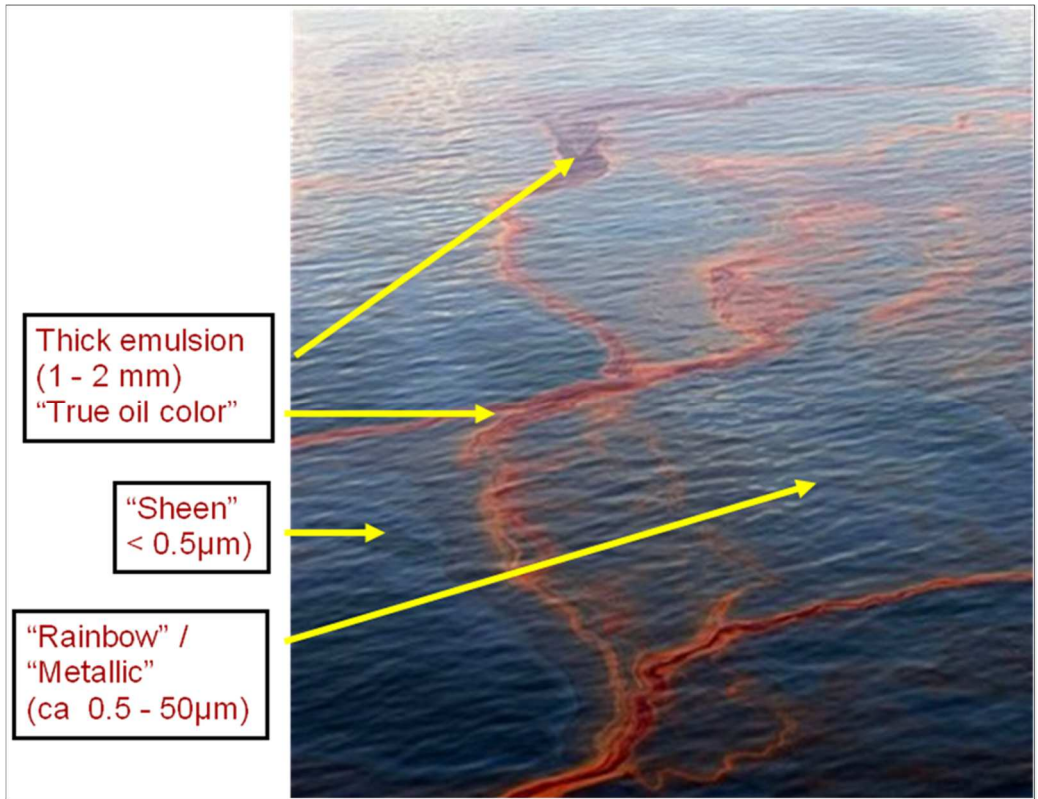 Thick emulsion
(1 - 2 mm)
“True oil color”
“Sheen”
< 0.5µm)
“Rainbow” /
“Metallic”
(ca  0.5 - 50µm)